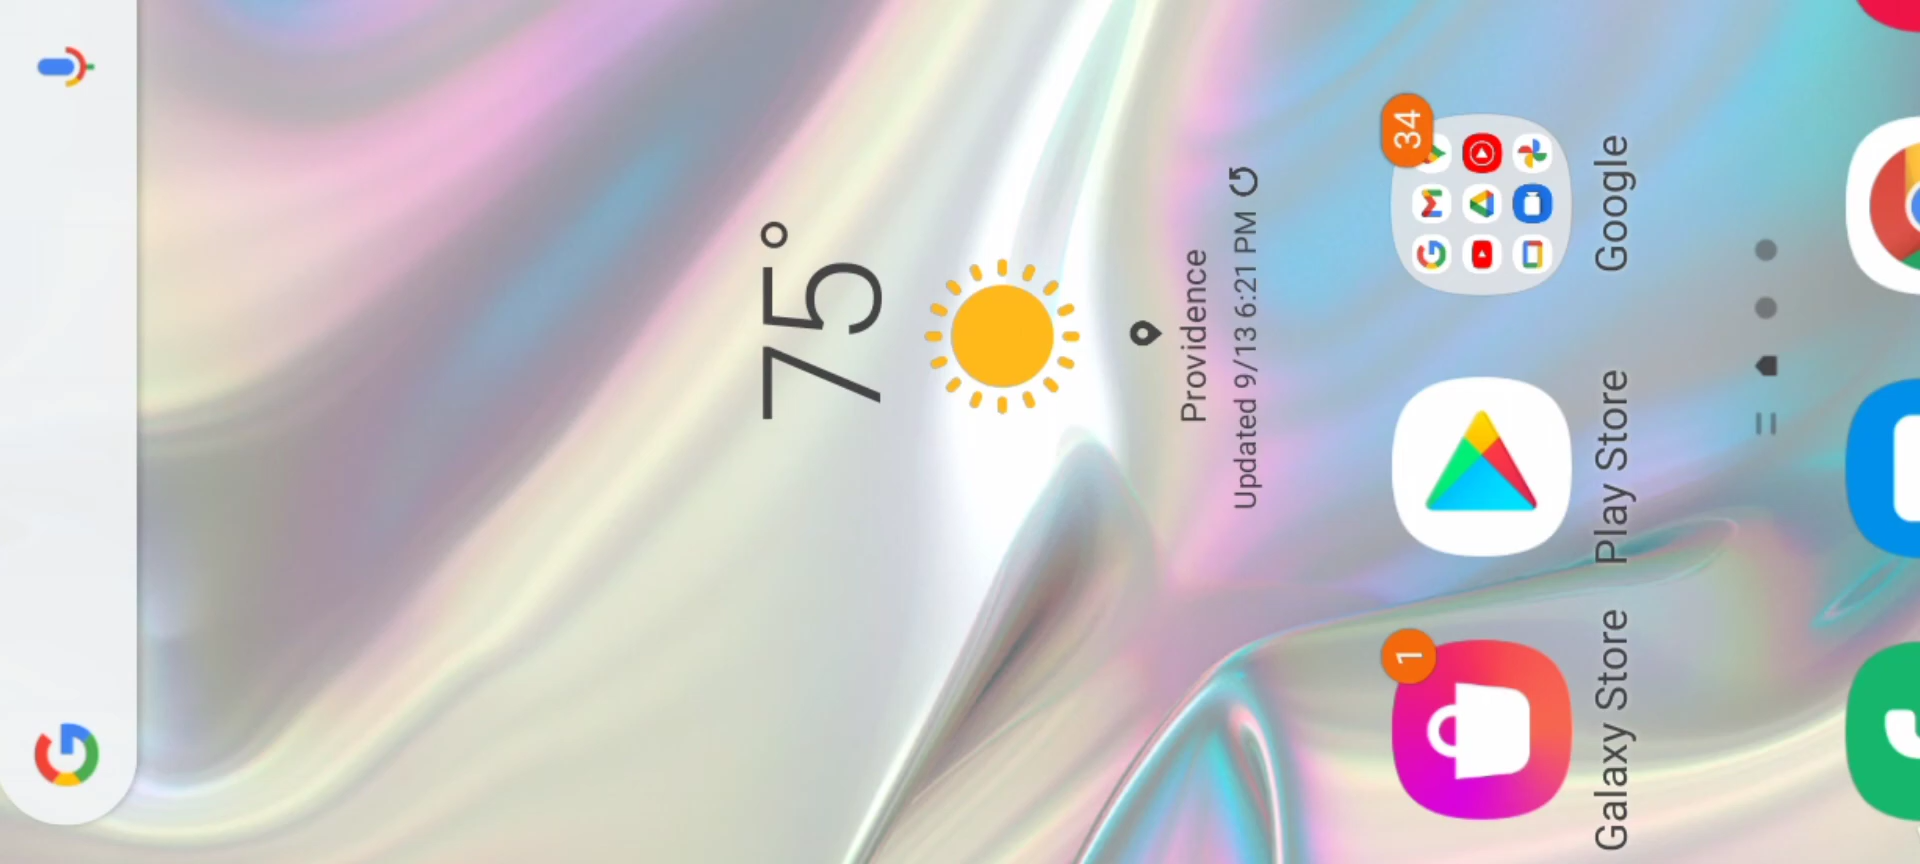 75°
Providence
Updated 9/13 6:21 PM
1
34
Galaxy Store
Play Store
Google